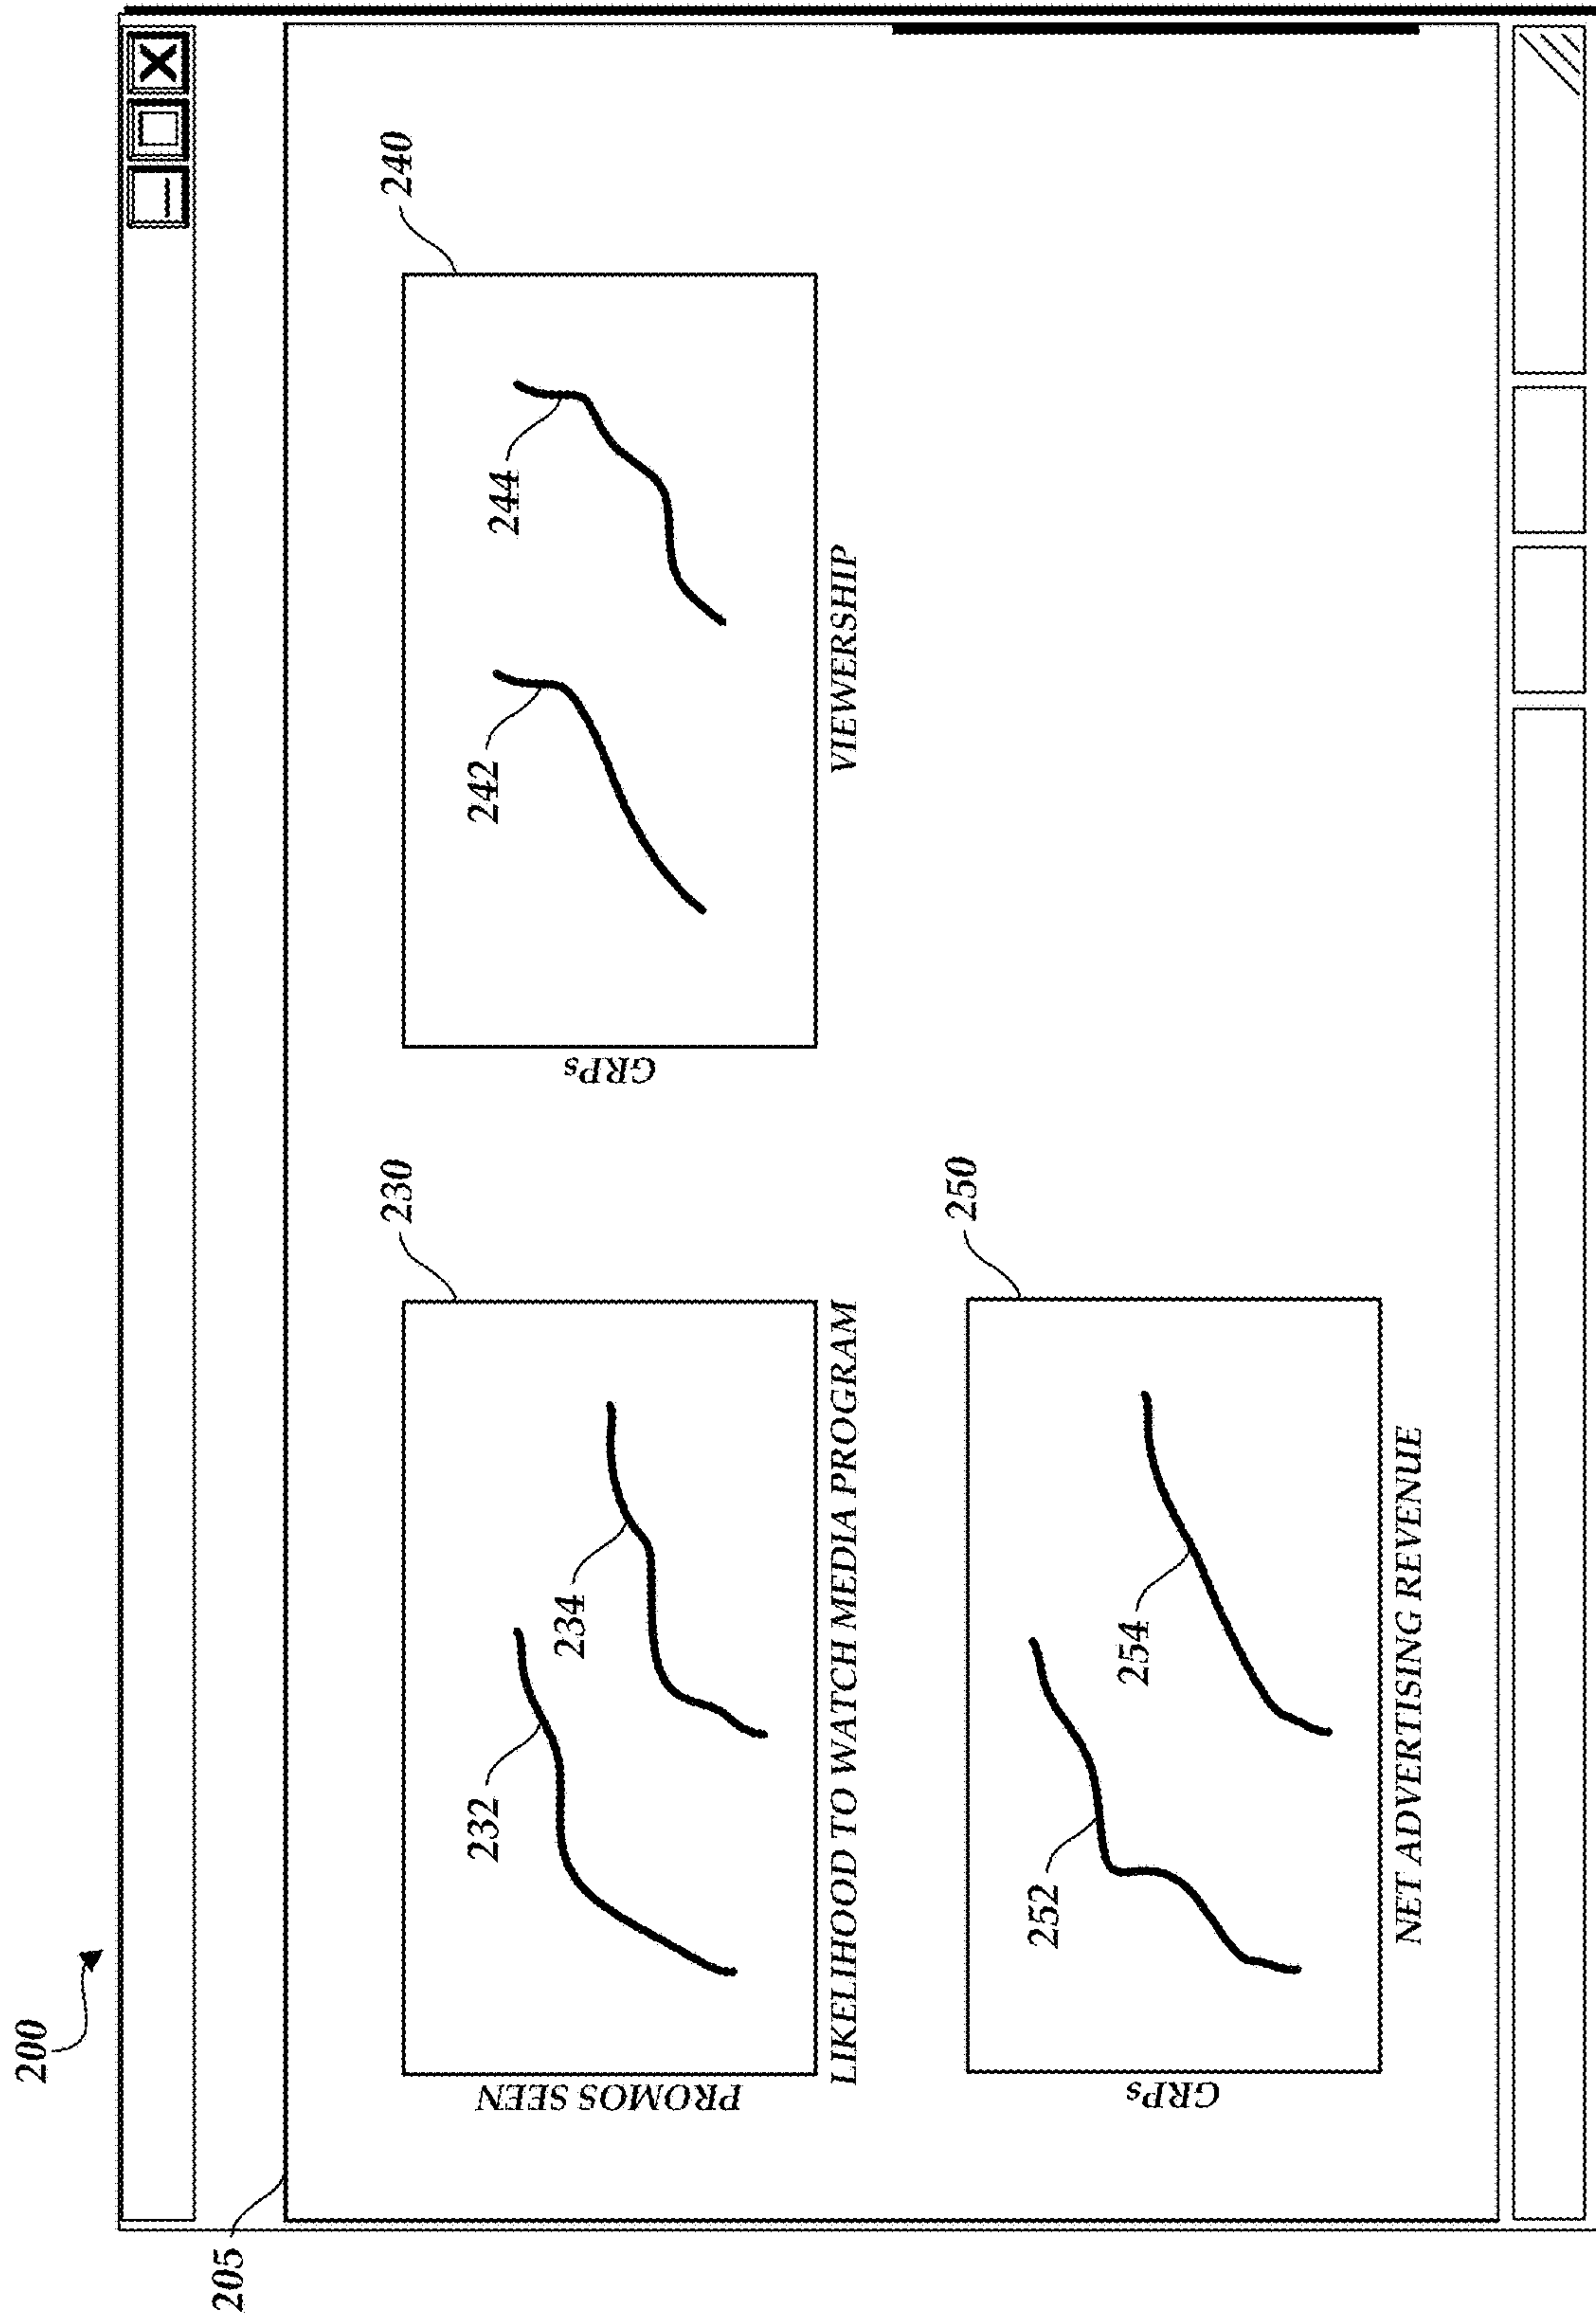 200
205
230
232
234
PROMOS SEEN
LIKELIHOOD TO WATCH MEDIA PROGRAM
240
242
244
GRPs
VIEWERSHIP
250
252
254
GRPs
NET ADVERTISING REVENUE